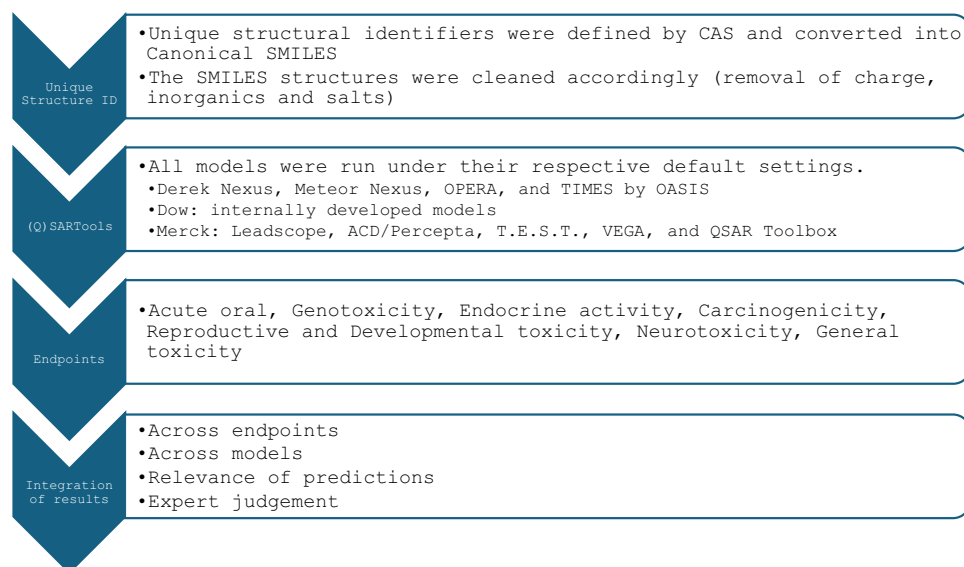 Unique
Structure ID
•Unique structural identifiers were defined by CAS and converted into
Canonical SMILES
•The SMILES structures were cleaned accordingly (removal of charge,
inorganics and salts)
(Q)SARTools
•All models were run under their respective default settings.
•Derek Nexus, Meteor Nexus, OPERA, and TIMES by OASIS
•Dow: internally developed models
•Merck: Leadscope, ACD/Percepta, T.E.S.T., VEGA, and QSAR Toolbox
Endpoints
•Acute oral, Genotoxicity, Endocrine activity, Carcinogenicity,
Reproductive and Developmental toxicity, Neurotoxicity, General
toxicity
Integration
of results
•Across endpoints
•Across models
•Relevance of predictions
•Expert judgement